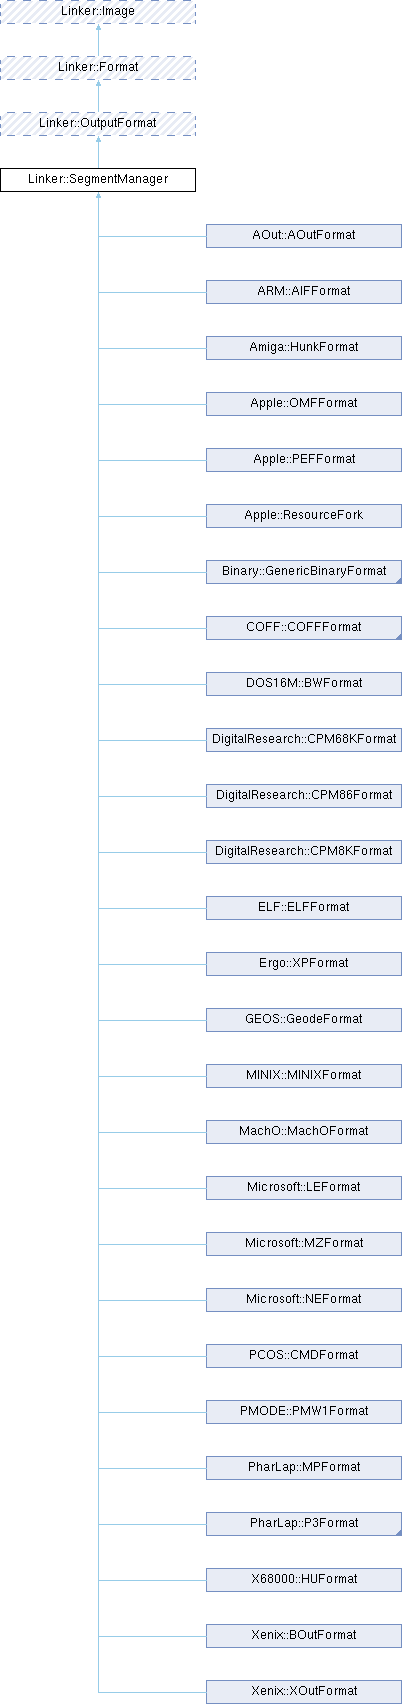 Linker::Image
Linker::Format
Linker::OutputFormat
Linker::SegmentManager
AOut::AOutFormat
ARM::AIFFormat
Amiga::HunkFormat
Apple::OMFFormat
Apple::PEFFormat
Apple::ResourceFork
Binary::GenericBinaryFormat
COFF::COFFFormat
DOS16M::BWFormat
DigitalResearch::CPM68KFormat
DigitalResearch::CPM86Format
DigitalResearch::CPM8KFormat
ELF::ELFFormat
Ergo::XPFormat
GEOS::GeodeFormat
MINIX::MINIXFormat
MachO::MachOFormat
Microsoft::LEFormat
Microsoft::MZFormat
Microsoft::NEFormat
PCOS::CMDFormat
PMODE::PMW1Format
PharLap::MPFormat
PharLap::P3Format
X68000::HUFormat
Xenix::BOutFormat
Xenix::XOutFormat